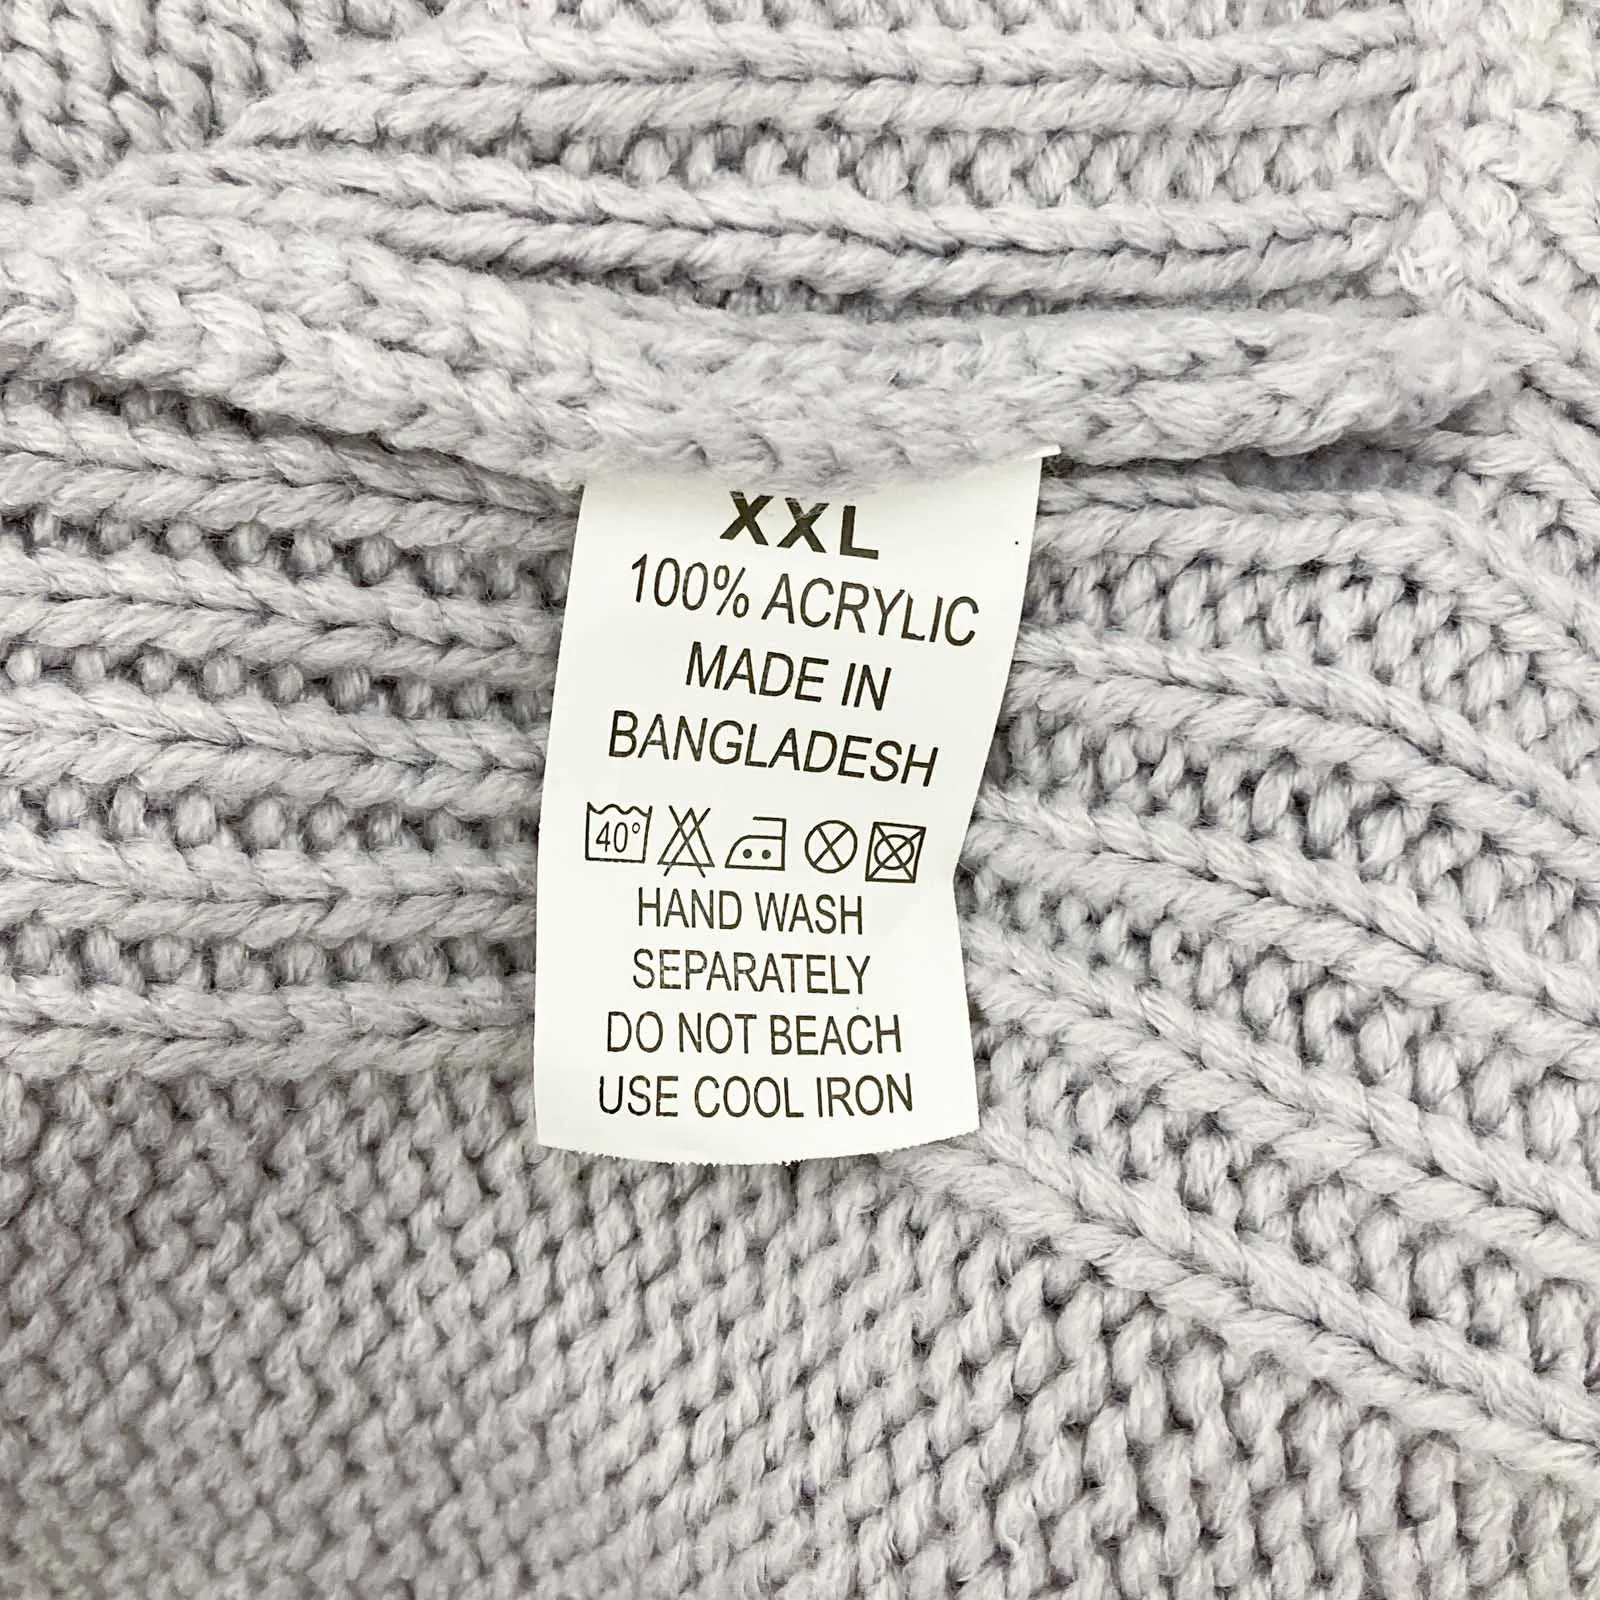 XXL
100% ACRYLIC
MADE IN
BANGLADESH
40°
HAND WASH
SEPARATELY
DO NOT BEACH
USE COOL IRON